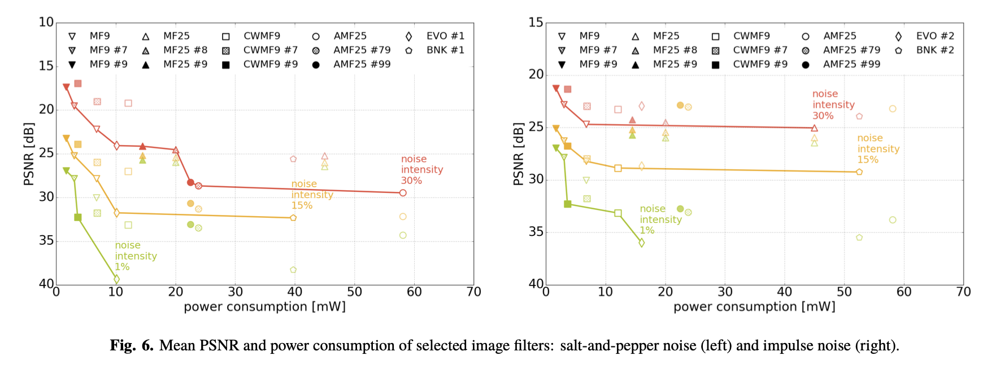 10
15
20
25
30
35
40
PSNR [dB]
MF9
MF9 #7
MF9 #9
MF25
MF25 #8
MF25 #9
CWMF9
CWMF9 #7
CWMF9 #9
AMF25
AMF25 #79
AMF25 #99
EVO #1
BNK #1
noise
intensity
30%
noise
intensity
15%
noise
intensity
1%
0
10
20
30
40
50
60
70
power consumption [mW]
15
20
25
30
35
40
PSNR [dB]
MF9
MF9 #7
MF9 #9
MF25
MF25 #8
MF25 #9
CWMF9
CWMF9 #7
CWMF9 #9
AMF25
AMF25 #79
AMF25 #99
EVO #2
BNK #2
noise
intensity
30%
noise
intensity
15%
noise
intensity
1%
0
10
20
30
40
50
60
70
power consumption [mW]
Fig. 6. Mean PSNR and power consumption of selected image filters: salt-and-pepper noise (left) and impulse noise (right).